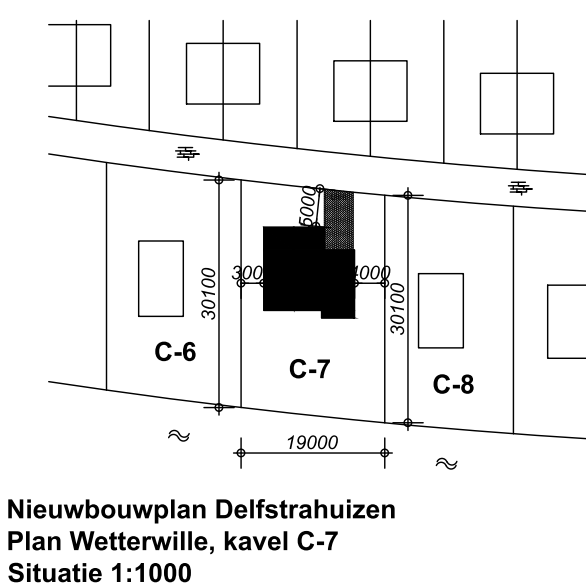 5000
300
4000
30100
30100
C-6
C-7
C-8
19000
Nieuwbouwplan Delfstrahuizen
Plan Wetterwille, kavel C-7
Situatie 1:1000